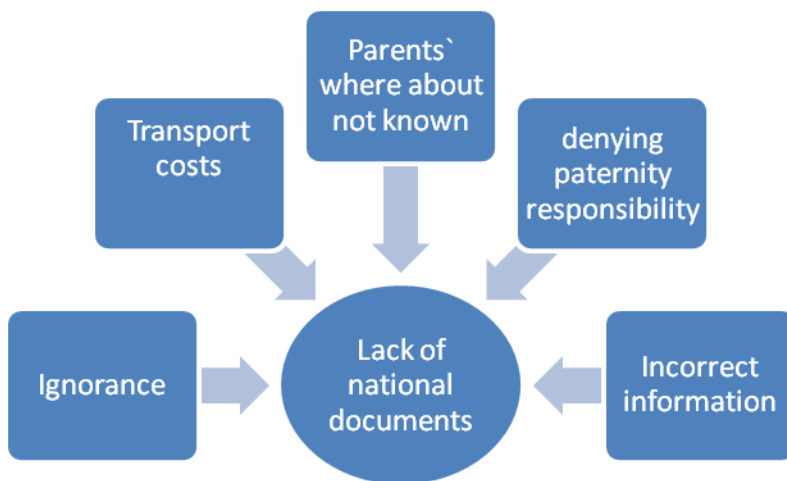 Parents`
where about
not known
Transport
costs
denying
paternity
responsibility
Ignorance
Lack of
national
documents
Incorrect
information